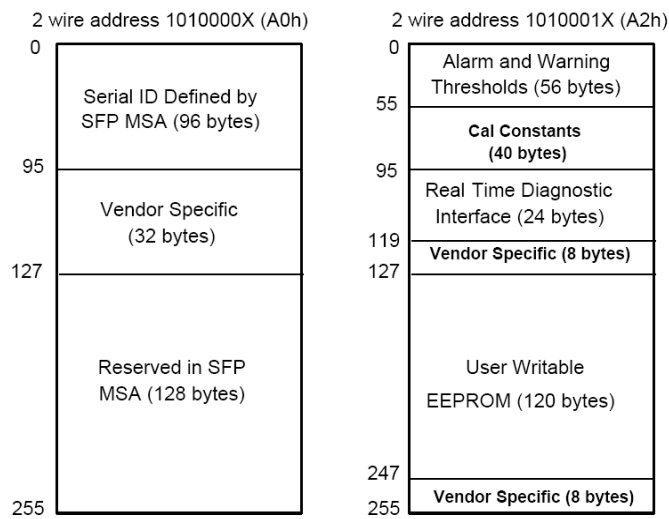 2 wire address 1010000X (A0h)
0
Serial ID Defined by
SFP MSA (96 bytes)
95
Vendor Specific
(32 bytes)
127
Reserved in SFP
MSA (128 bytes)
255
2 wire address 1010001X (A2h)
0
Alarm and Warning
Thresholds (56 bytes)
55
Cal Constants
(40 bytes)
95
Real Time Diagnostic
Interface (24 bytes)
119
Vendor Specific (8 bytes)
127
User Writable
EEPROM (120 bytes)
247
Vendor Specific (8 bytes)
255